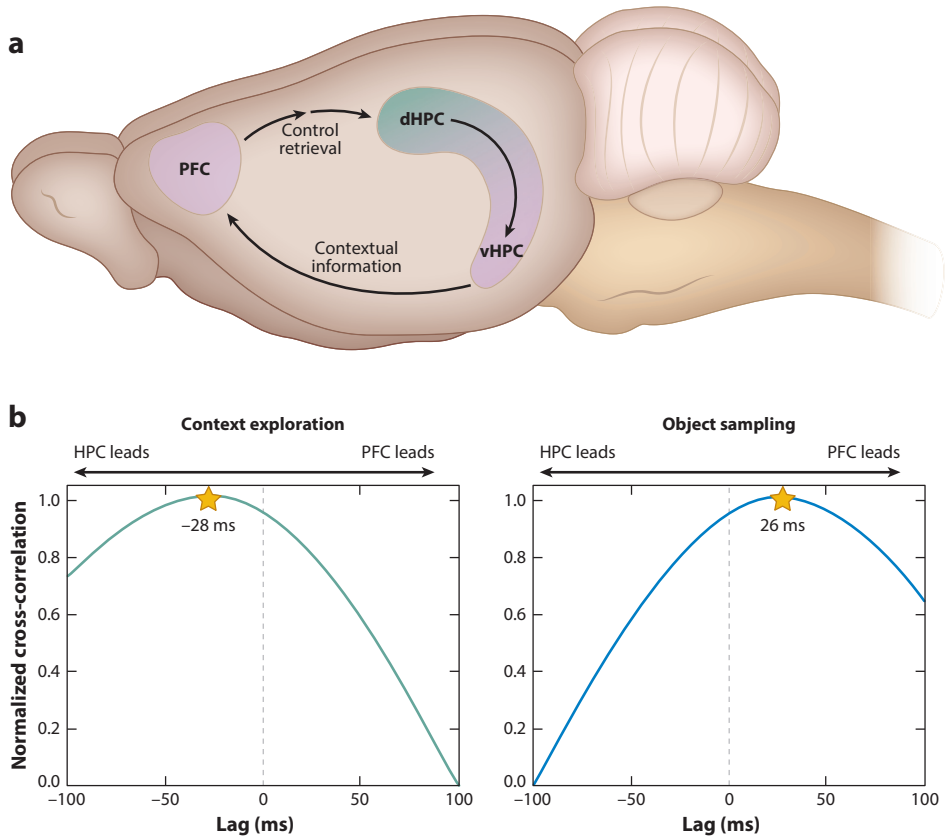 a
PFC
Control
retrieval
dHPC
vHPC
Contextual
information
b
Context exploration
HPC leads
PFC leads
Normalized cross-correlation
1.0
0.8
0.6
0.4
0.2
0.0
−28 ms
−100
−50
0
50
100
Lag (ms)
Object sampling
HPC leads
PFC leads
1.0
0.8
0.6
0.4
0.2
0.0
26 ms
−100
−50
0
50
100
Lag (ms)